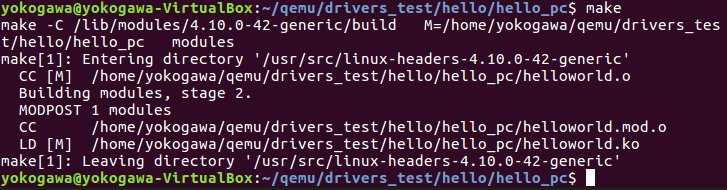 yokogawa@yokogawa-VirtualBox:~/qemu/drivers_test/hello/hello_pc$ make
make -C /lib/modules/4.10.0-42-generic/build   M=/home/yokogawa/qemu/drivers_tes
t/hello/hello_pc   modules
make[1]: Entering directory '/usr/src/linux-headers-4.10.0-42-generic'
  CC [M]  /home/yokogawa/qemu/drivers_test/hello/hello_pc/helloworld.o
  Building modules, stage 2.
  MODPOST 1 modules
  CC      /home/yokogawa/qemu/drivers_test/hello/hello_pc/helloworld.mod.o
  LD [M]  /home/yokogawa/qemu/drivers_test/hello/hello_pc/helloworld.ko
make[1]: Leaving directory '/usr/src/linux-headers-4.10.0-42-generic'
yokogawa@yokogawa-VirtualBox:~/qemu/drivers_test/hello/hello_pc$